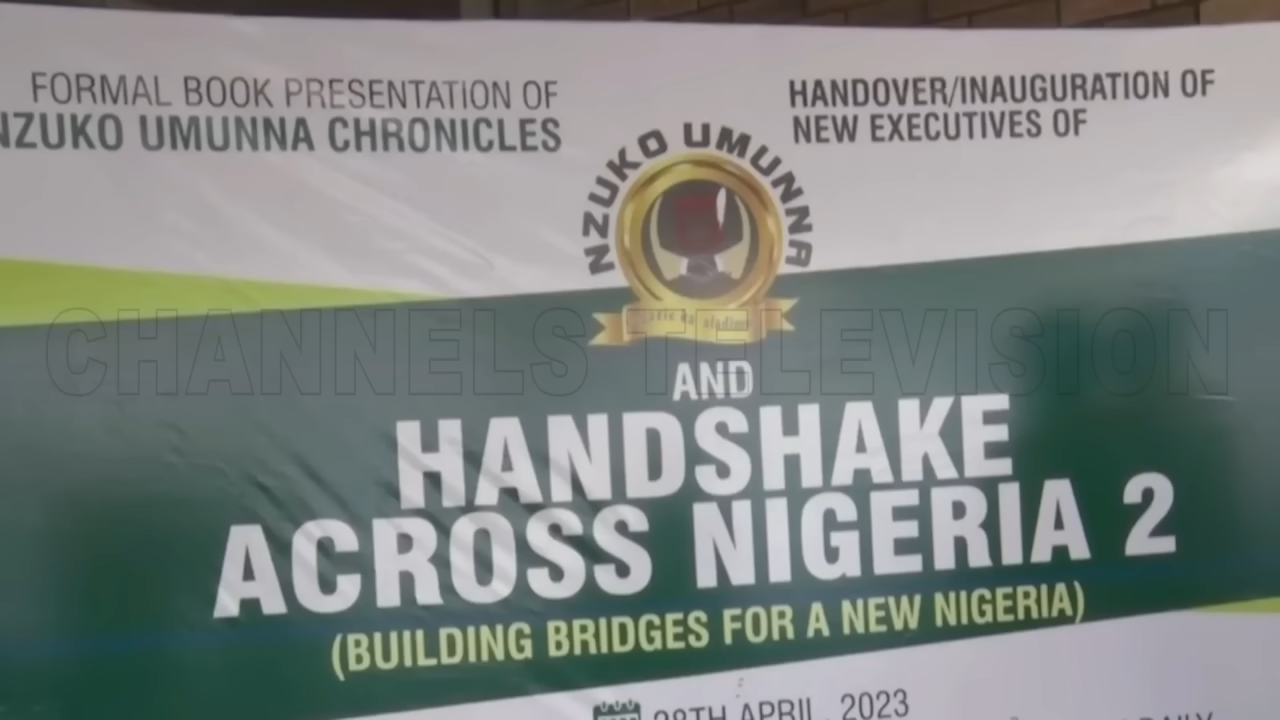 FORMAL BOOK PRESENTATION OF
NZUKO UMUNNA CHRONICLES
HANDOVER/INAUGURATION OF
NEW EXECUTIVES OF
NZUKO UMUNNA
CHANNELS TELEVISION
AND
HANDSHAKE
ACROSS NIGERIA 2
(BUILDING BRIDGES FOR A NEW NIGERIA)
28TH APRIL, 2023